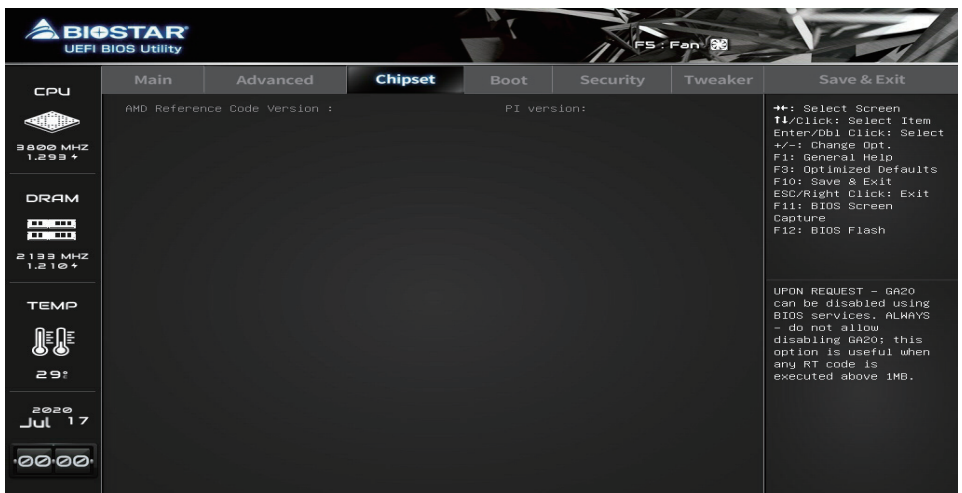 BIOSTAR®
UEFI BIOS Utility
F5 : Fan
Main Advanced Chipset Boot Security Tweaker Save & Exit
CPU
3800 MHZ
1.293
DRAM
2133 MHZ
1.210
TEMP
29
2020
Jul 17
00:00
AMD Reference Code Version : PI version:
→←: Select Screen
↑↓/Click: Select Item
Enter/Dbl Click: Select
+/-: Change Opt.
F1: General Help
F3: Optimized Defaults
F10: Save & Exit
ESC/Right Click: Exit
F11: BIOS Screen
Capture
F12: BIOS Flash
UPON REQUEST - GA20
can be disabled using
BIOS services. ALWAYS
- do not allow
disabling GA20; this
option is useful when
any RT code is
executed above 1MB.